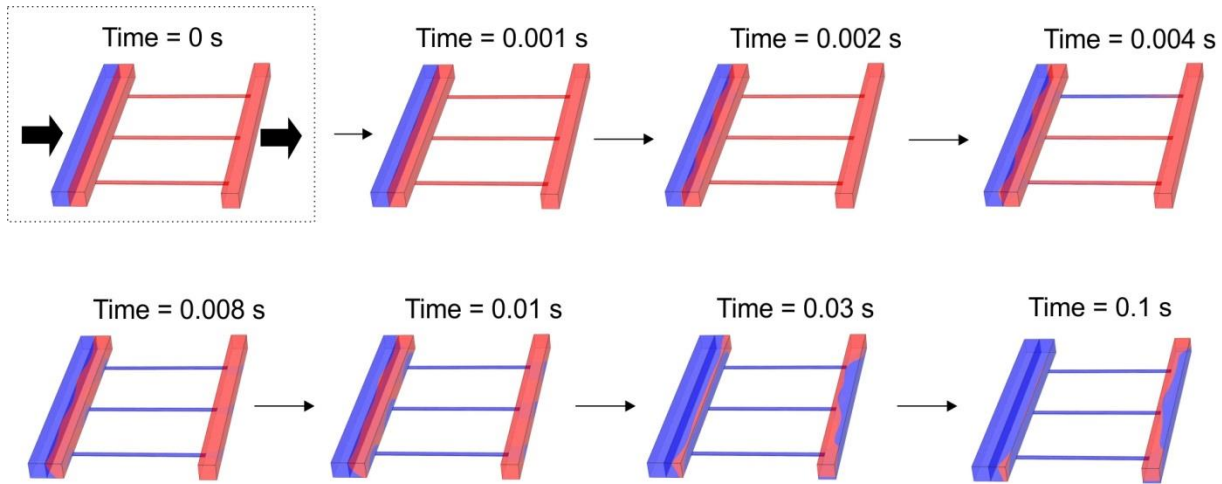 Time = 0 s
Time = 0.001 s
Time = 0.002 s
Time = 0.004 s
Time = 0.008 s
Time = 0.01 s
Time = 0.03 s
Time = 0.1 s